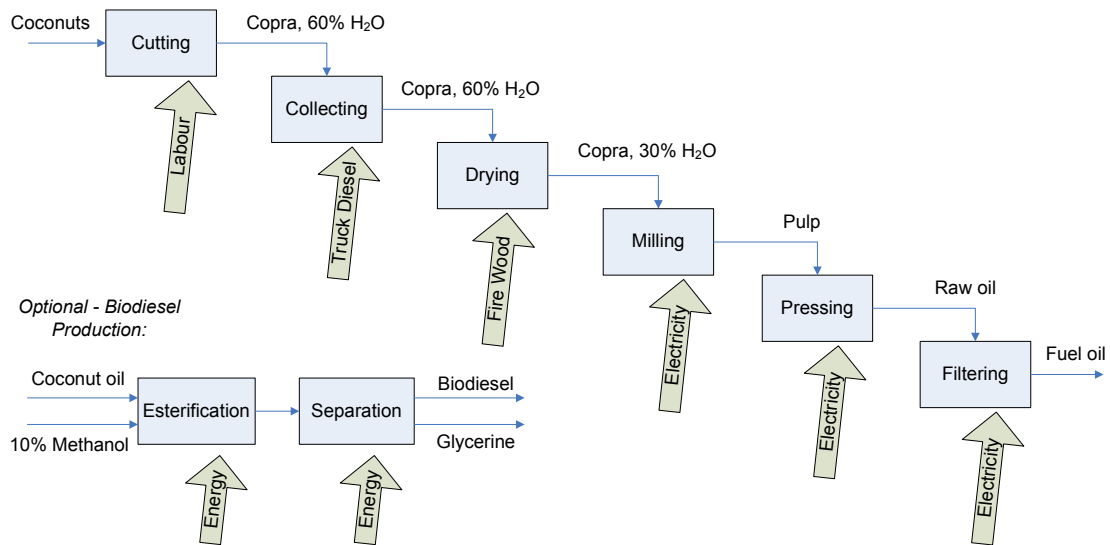 Coconuts
Cutting
Labour
Copra, 60% H₂O
Collecting
Truck Diesel
Copra, 60% H₂O
Drying
Fire Wood
Copra, 30% H₂O
Milling
Electricity
Pulp
Pressing
Electricity
Raw oil
Filtering
Electricity
Fuel oil
Optional - Biodiesel
Production:
Coconut oil
10% Methanol
Esterification
Energy
Separation
Energy
Biodiesel
Glycerine